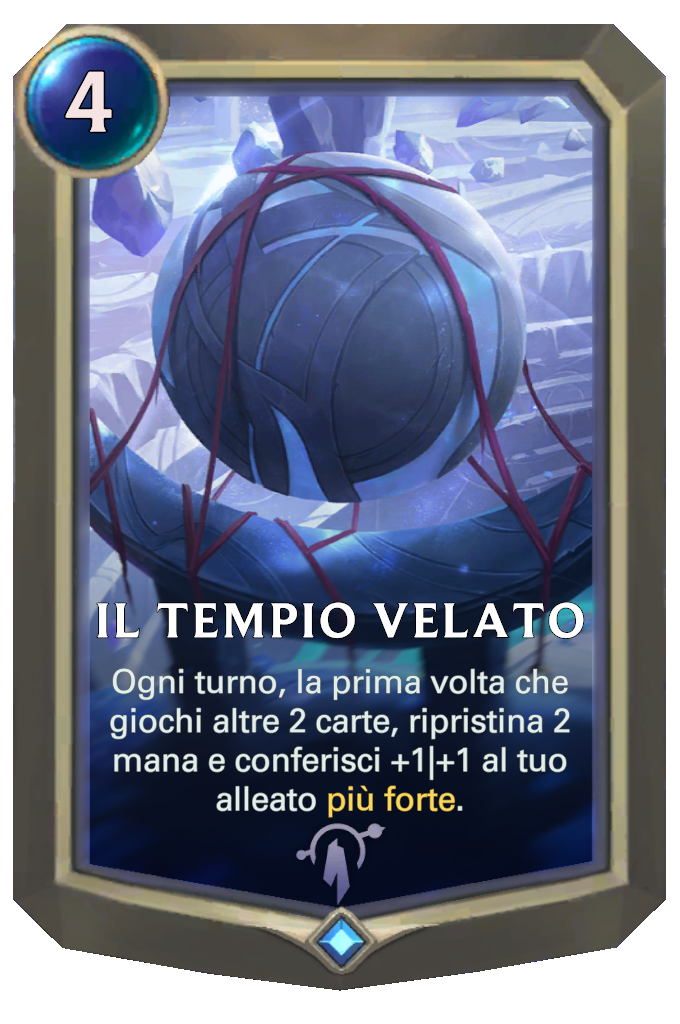 4
IL TEMPIO VELATO
Ogni turno, la prima volta che
giochi altre 2 carte, ripristina 2
mana e conferisci +1|+1 al tuo
alleato più forte.